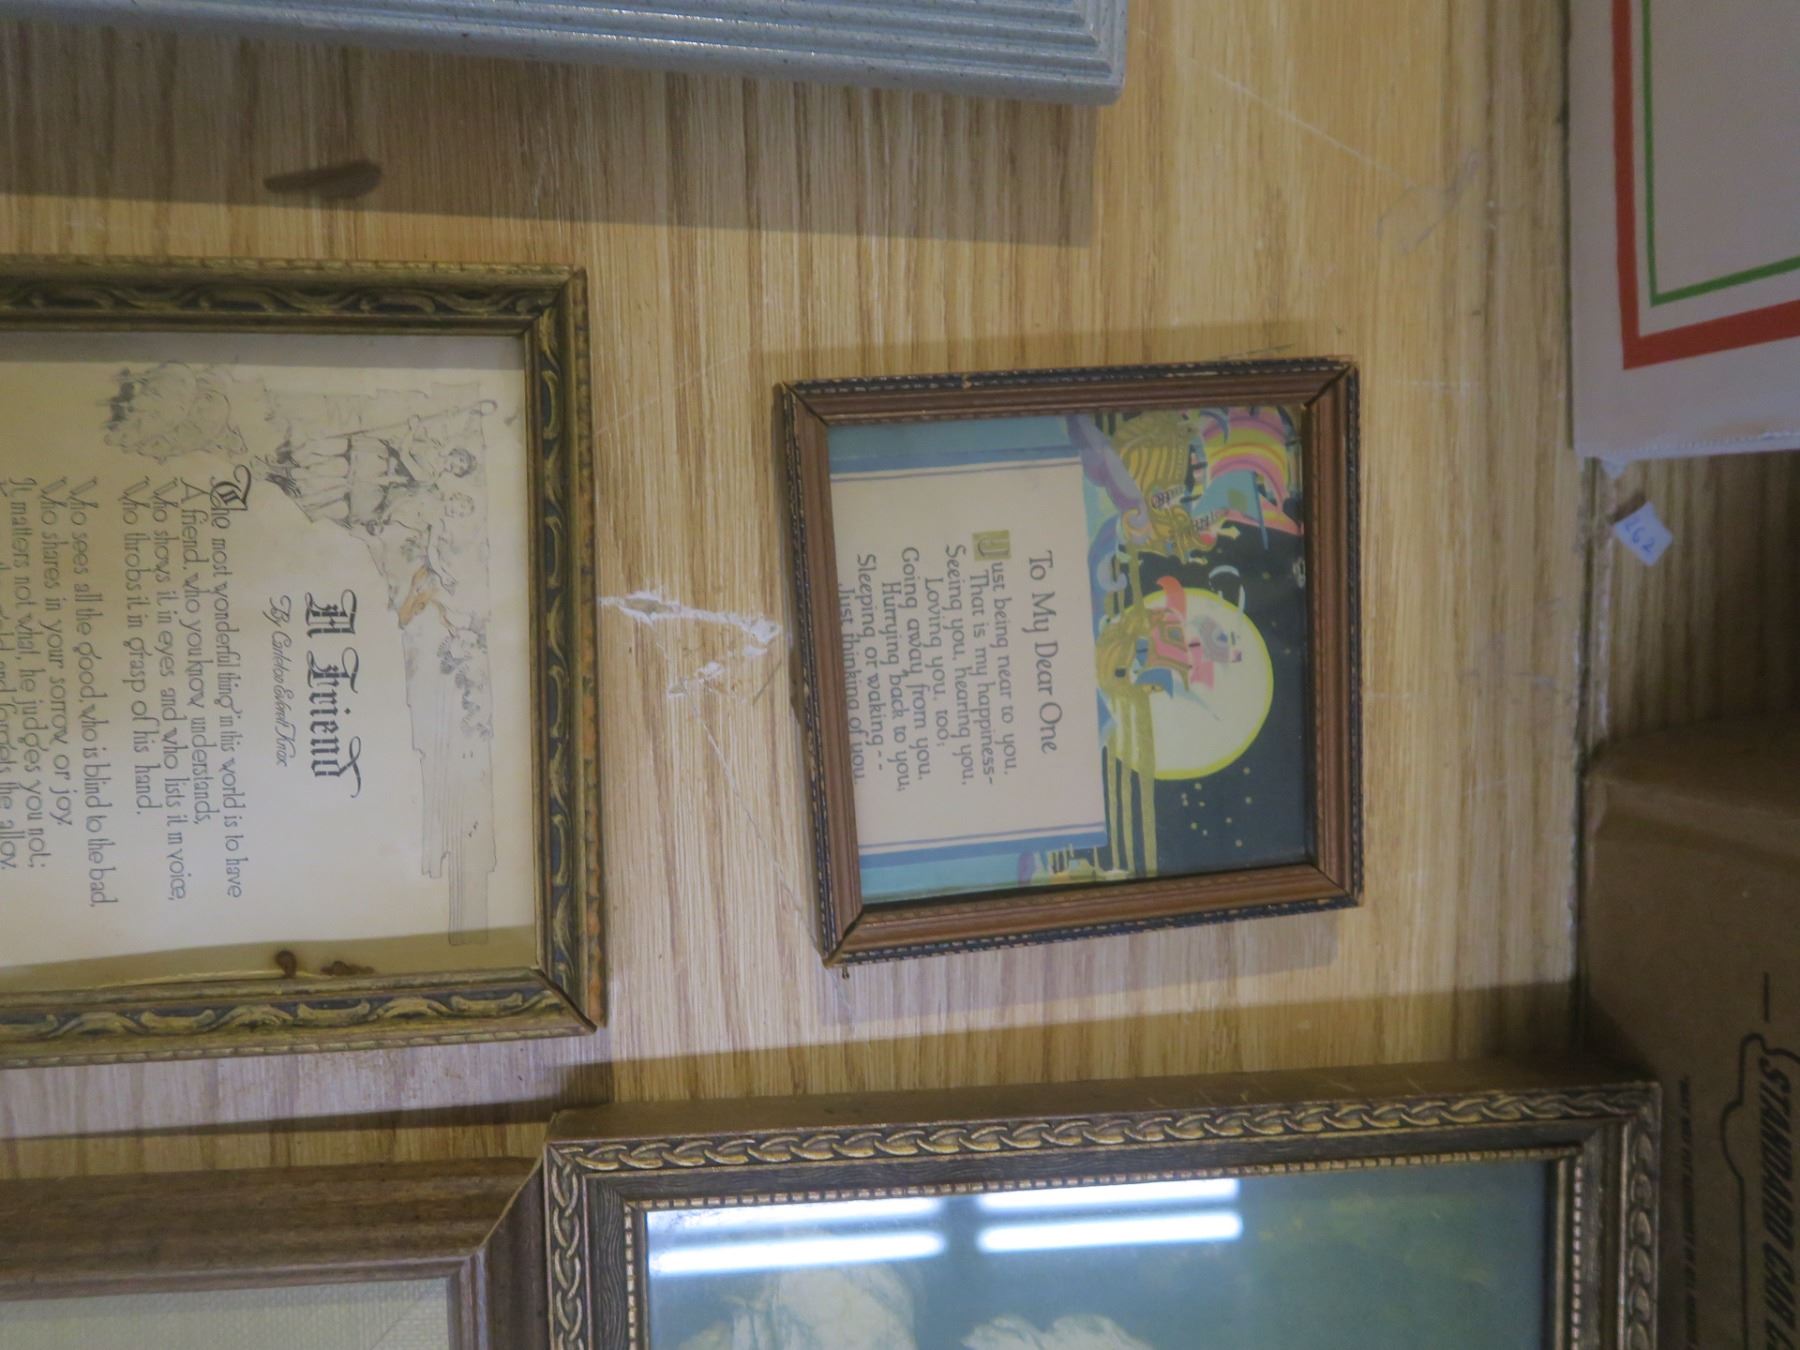 To My Dear One
Just being near to you,
That is my happiness-
Seeing you, hearing you,
Loving you, too;
Going away from you,
Hurrying back to you,
Sleeping or waking--
Just thinking of you.
A Friend
By
The most wonderful thing in this world is to have
A friend, who you know, understands,
Who shows it in eyes and who lists it in voice,
Who throbs it in grasp of his hand.
Who sees all the good, who is blind to the bad,
Who shares in your sorrow or joy.
It matters not what, he judges you not;
the alloy.
262
STANDARD CAR